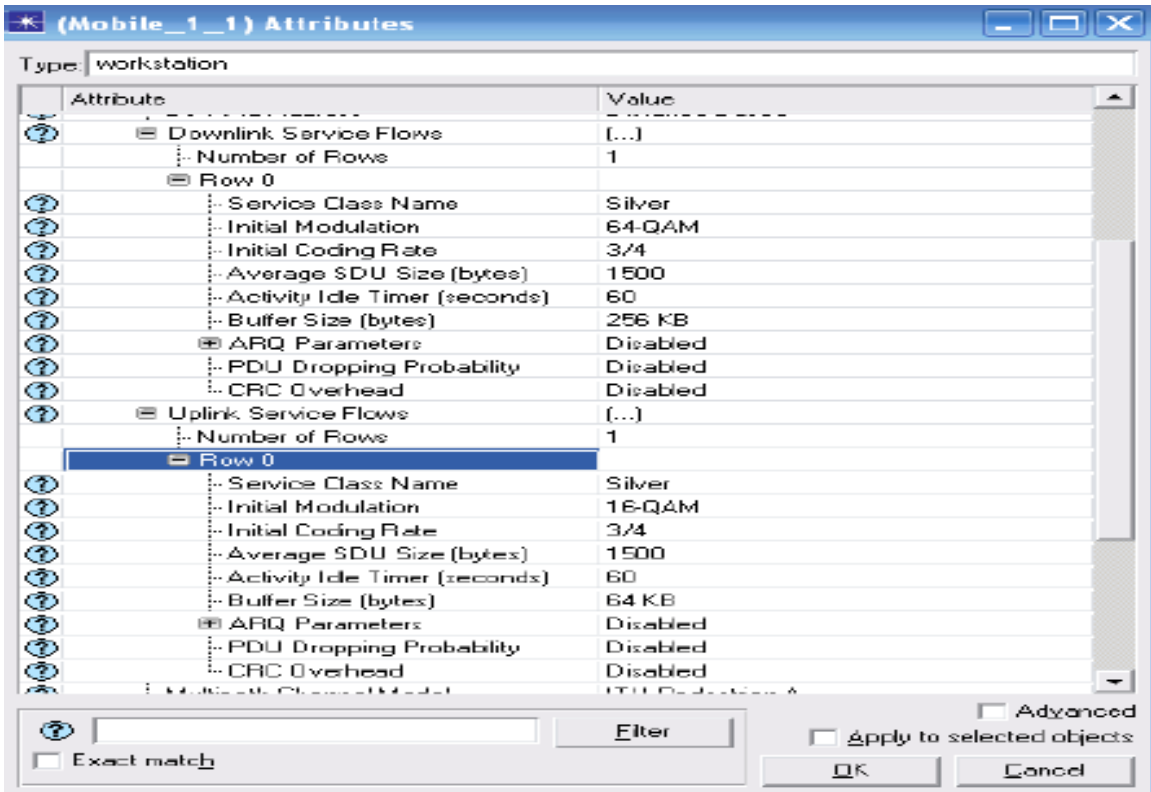 (Mobile_1_1) Attributes
Type: workstation
Attribute Value
Downlink Service Flows (...)
Number of Rows 1
Row 0
Service Class Name Silver
Initial Modulation 64-QAM
Initial Coding Rate 3/4
Average SDU Size (bytes) 1500
Activity Idle Timer (seconds) 60
Buffer Size (bytes) 256 KB
ARQ Parameters Disabled
PDU Dropping Probability Disabled
CRC Overhead Disabled
Uplink Service Flows (...)
Number of Rows 1
Row 0
Service Class Name Silver
Initial Modulation 16-QAM
Initial Coding Rate 3/4
Average SDU Size (bytes) 1500
Activity Idle Timer (seconds) 60
Buffer Size (bytes) 64 KB
ARQ Parameters Disabled
PDU Dropping Probability Disabled
CRC Overhead Disabled
Multipath Channel Model ITU Pedestrian A
Advanced
Filter
Apply to selected objects
Exact match
OK Cancel